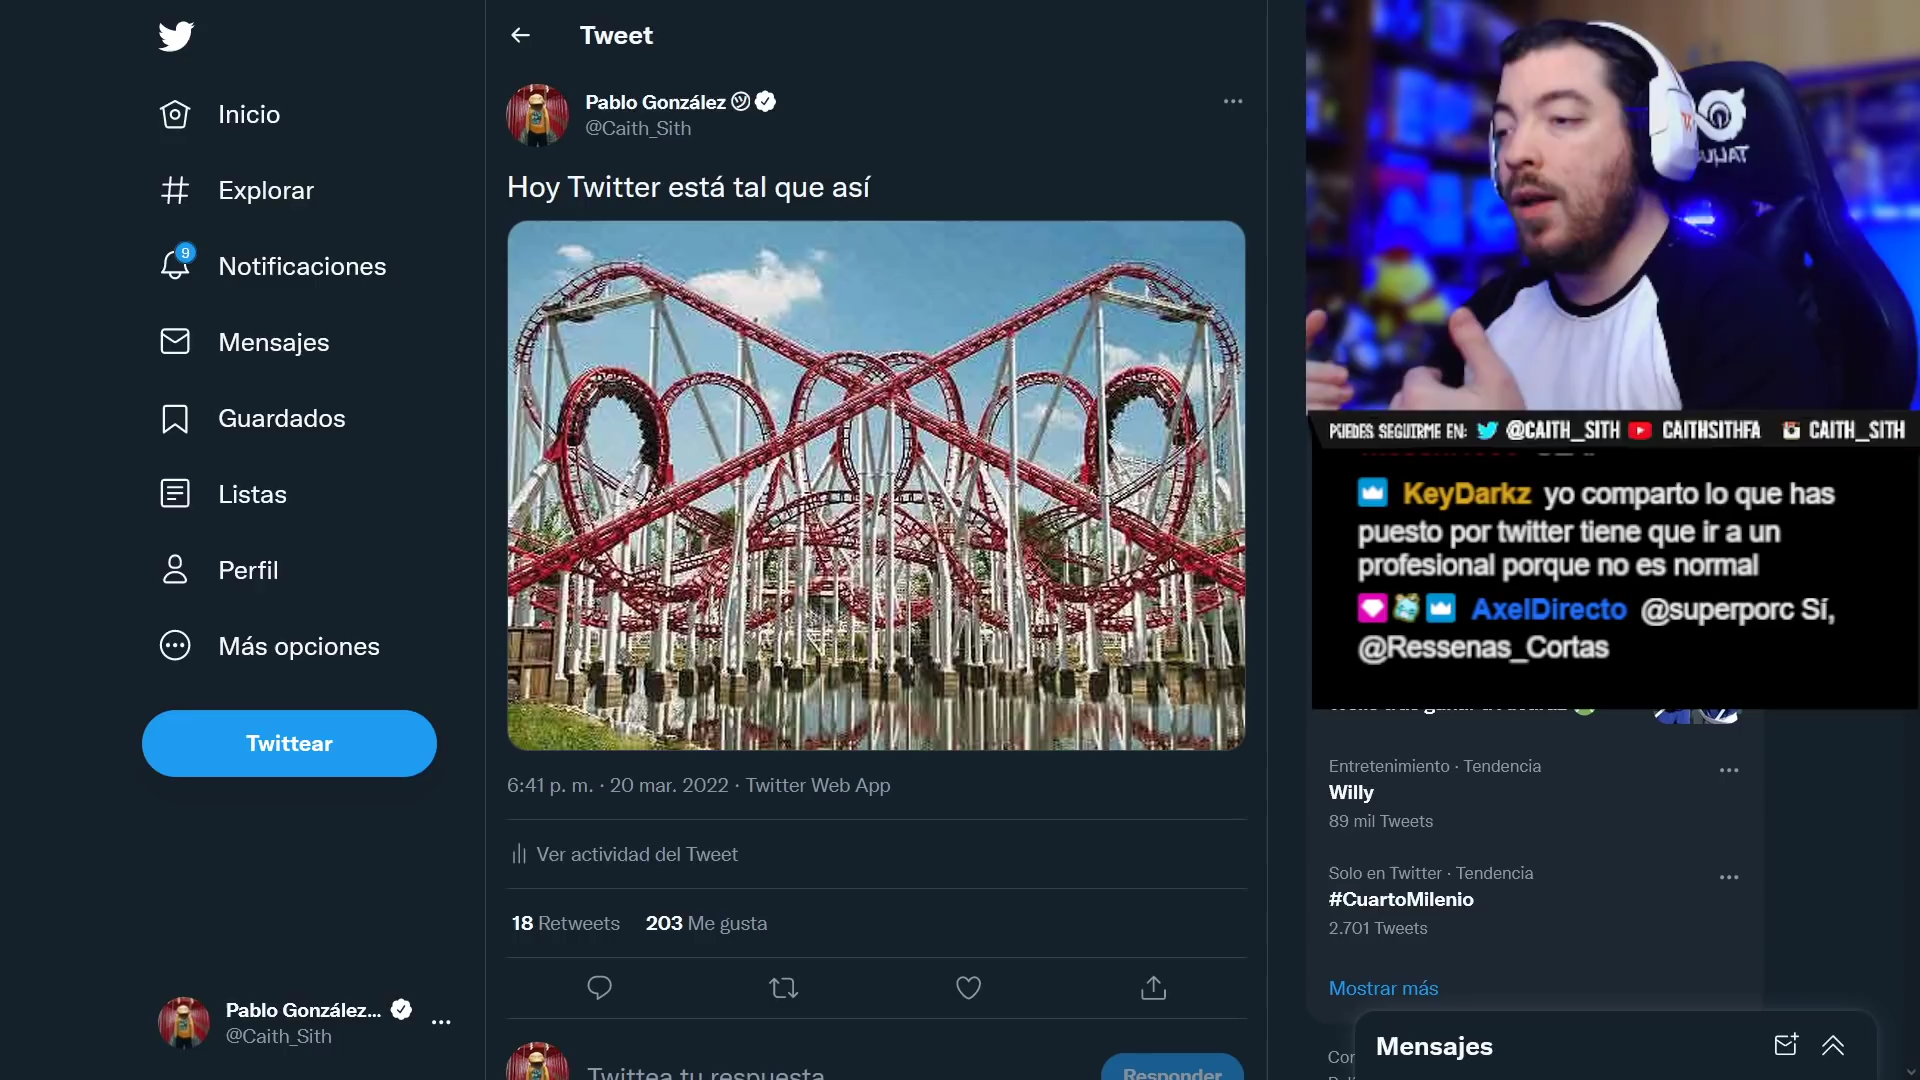 Inicio
Explorar
9
Notificaciones
Mensajes
Guardados
Listas
Perfil
Más opciones
Twittear
Pablo González...
@Caith_Sith
Tweet
Pablo González
@Caith_Sith
Hoy Twitter está tal que así
6:41 p. m. · 20 mar. 2022 · Twitter Web App
Ver actividad del Tweet
18 Retweets 203 Me gusta
Twittea tu respuesta
Responder
PUEDES SEGUIRME EN: @CAITH_SITH CAITHSITHFA CAITH_SITH
KeyDarkz yo comparto lo que has
puesto por twitter tiene que ir a un
profesional porque no es normal
AxelDirecto @superporc Sí,
@Ressenas_Cortas
Entretenimiento · Tendencia
Willy
89 mil Tweets
Solo en Twitter · Tendencia
#CuartoMilenio
2.701 Tweets
Mostrar más
Mensajes